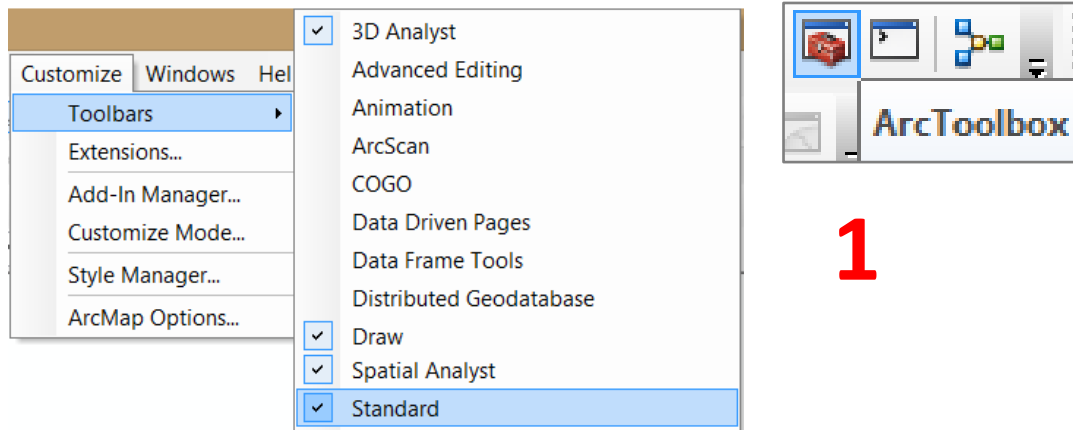 Customize Windows Hel
Toolbars
Extensions...
Add-In Manager...
Customize Mode...
Style Manager...
ArcMap Options...
3D Analyst
Advanced Editing
Animation
ArcScan
COGO
Data Driven Pages
Data Frame Tools
Distributed Geodatabase
Draw
Spatial Analyst
Standard
ArcToolbox
1